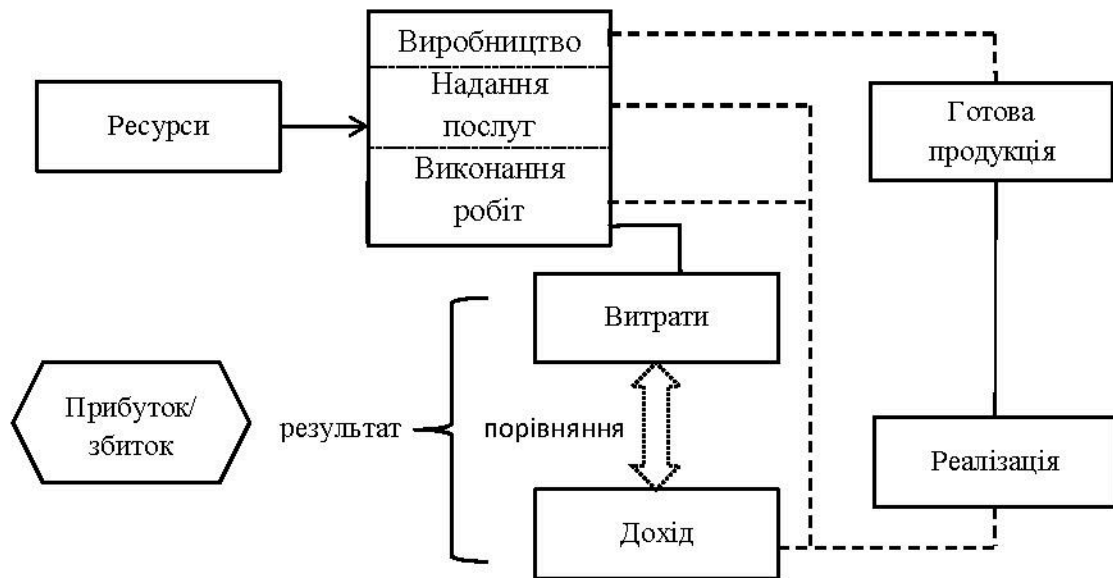 Виробництво
Надання
послуг
Виконання
робіт
Ресурси
Готова
продукція
Витрати
Прибуток/
збиток
результат
порівняння
Реалізація
Дохід